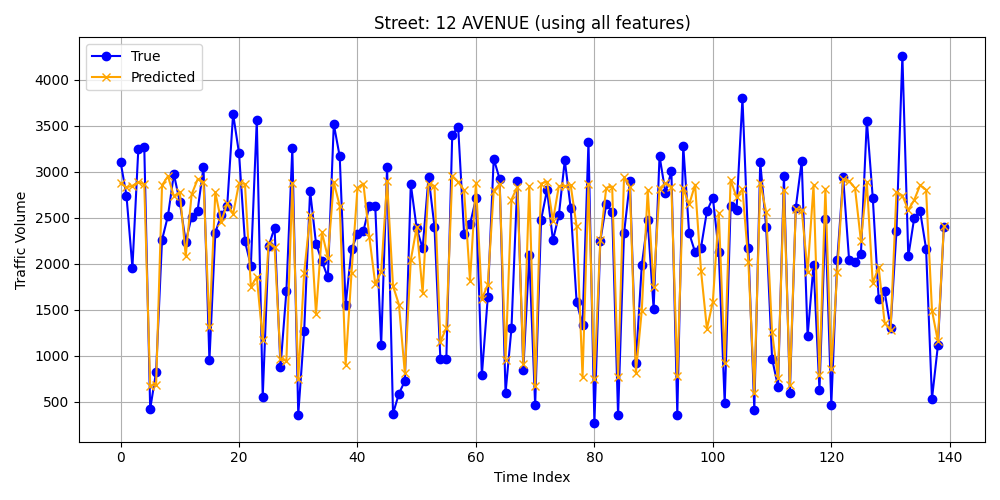 Street: 12 AVENUE (using all features)
True
Predicted
Traffic Volume
4000
3500
3000
2500
2000
1500
1000
500
0 20 40 60 80 100 120 140
Time Index